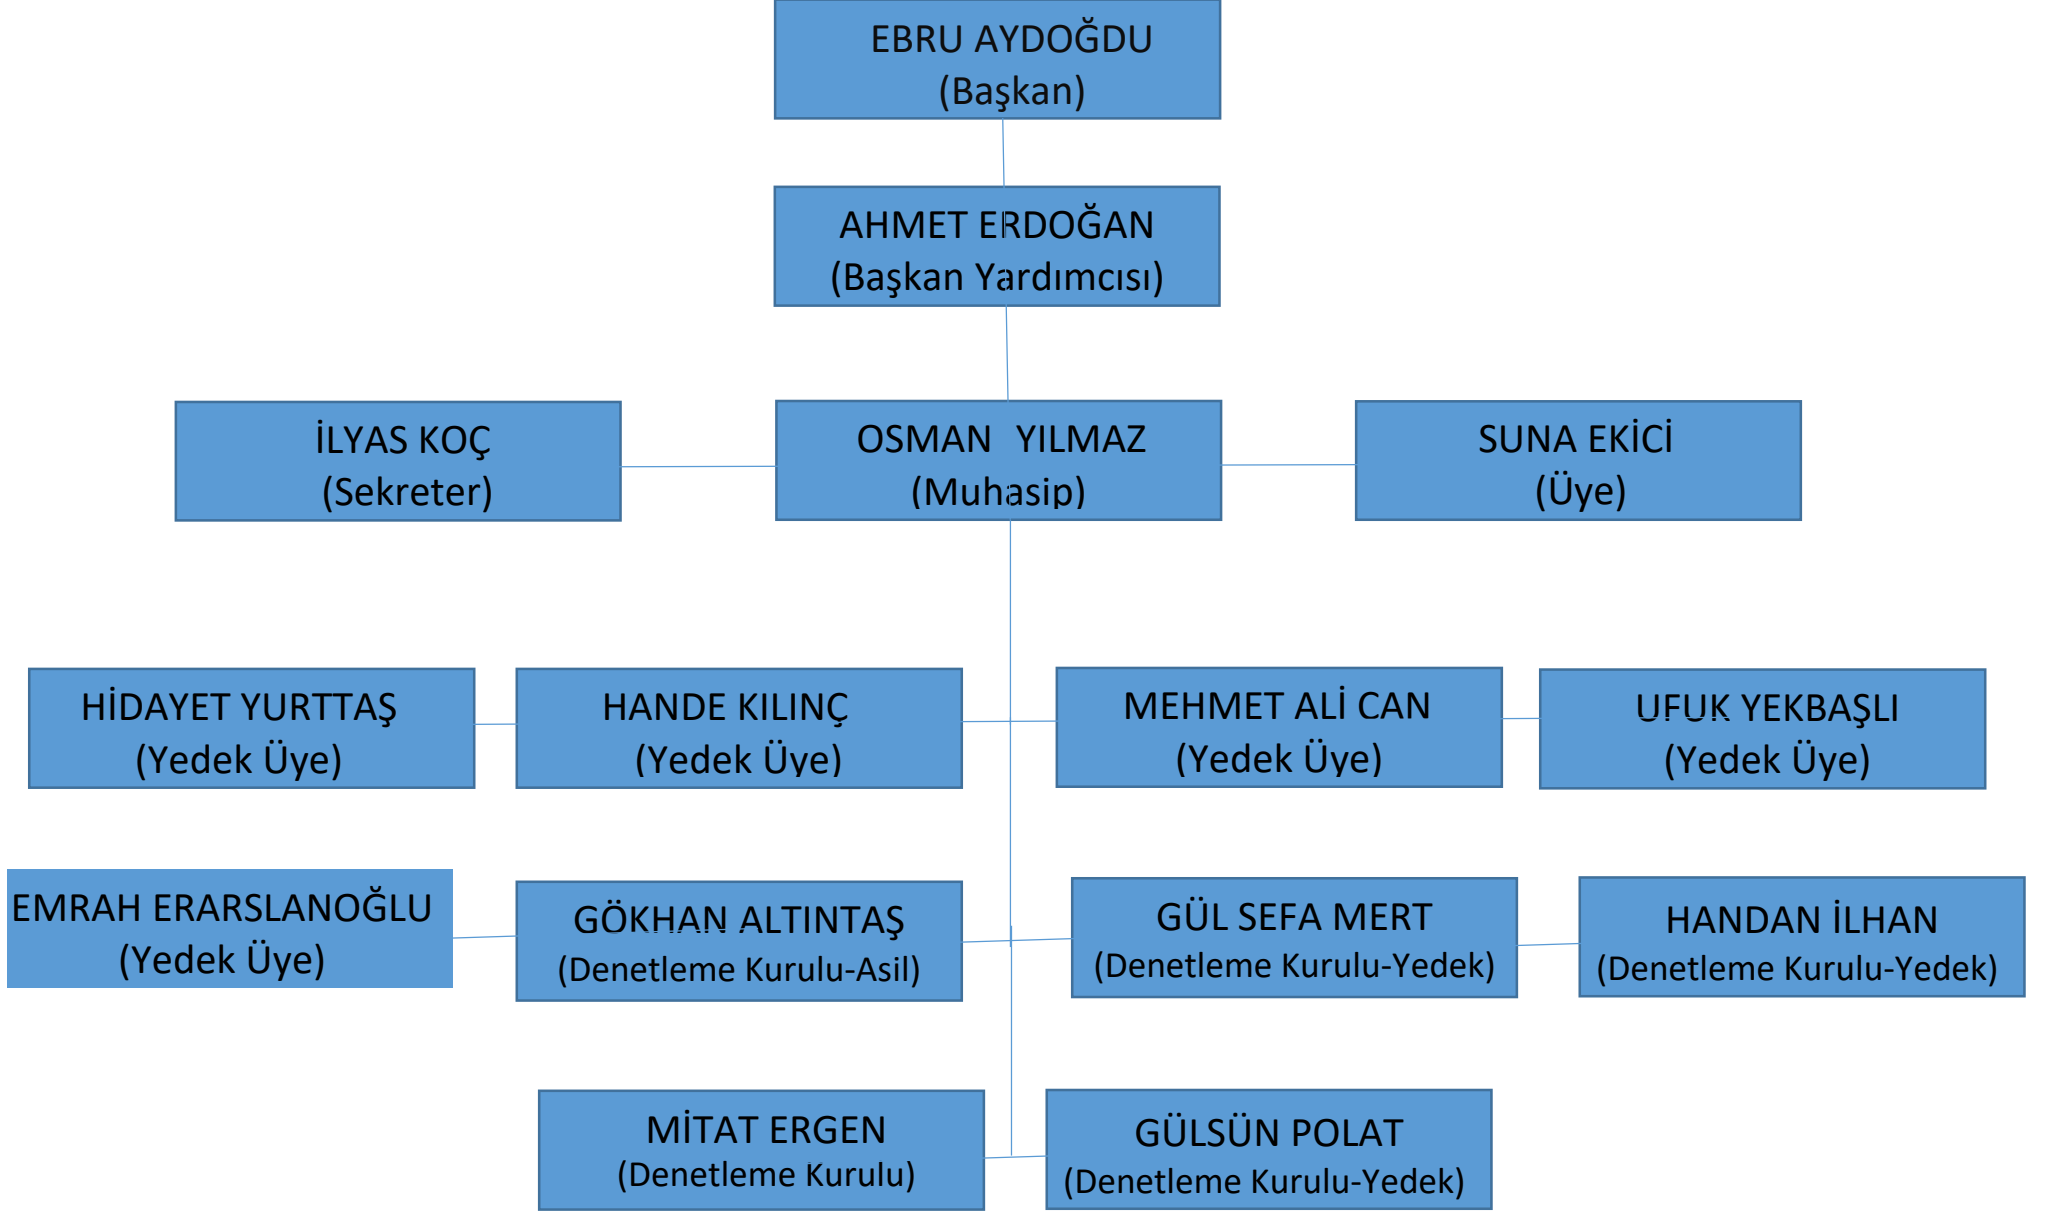 EBRU AYDOĞDU
(Başkan)
AHMET ERDOĞAN
(Başkan Yardımcısı)
İLYAS KOÇ
(Sekreter)
OSMAN YILMAZ
(Muhasip)
SUNA EKİCİ
(Üye)
HİDAYET YURTTAŞ
(Yedek Üye)
HANDE KILINÇ
(Yedek Üye)
MEHMET ALİ CAN
(Yedek Üye)
UFUK YEKBAŞLI
(Yedek Üye)
EMRAH ERARSLANOĞLU
(Yedek Üye)
GÖKHAN ALTINTAŞ
(Denetleme Kurulu-Asil)
GÜL SEFA MERT
(Denetleme Kurulu-Yedek)
HANDAN İLHAN
(Denetleme Kurulu-Yedek)
MİTAT ERGEN
(Denetleme Kurulu)
GÜLSÜN POLAT
(Denetleme Kurulu-Yedek)